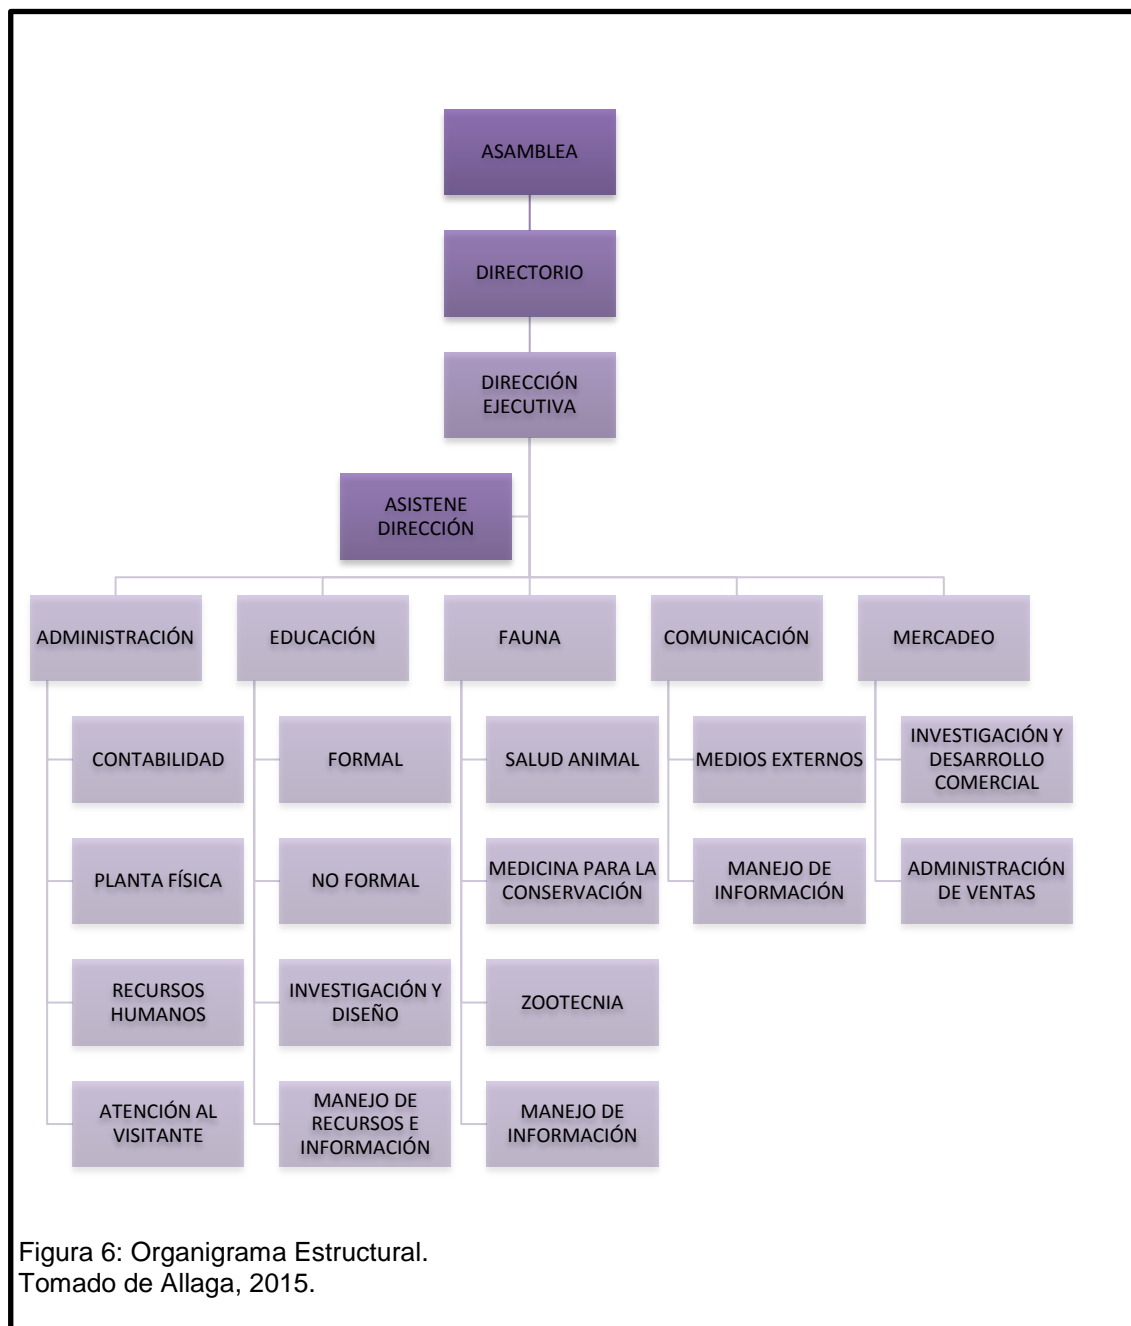 ASAMBLEA
DIRECTORIO
DIRECCIÓN
EJECUTIVA
ASISTENE
DIRECCIÓN
ADMINISTRACIÓN
EDUCACIÓN
FAUNA
COMUNICACIÓN
MERCADEO
CONTABILIDAD
FORMAL
SALUD ANIMAL
MEDIOS EXTERNOS
INVESTIGACIÓN Y
DESARROLLO
COMERCIAL
PLANTA FÍSICA
NO FORMAL
MEDICINA PARA LA
CONSERVACIÓN
MANEJO DE
INFORMACIÓN
ADMINISTRACIÓN
DE VENTAS
RECURSOS
HUMANOS
INVESTIGACIÓN Y
DISEÑO
ZOOTECNIA
ATENCIÓN AL
VISITANTE
MANEJO DE
RECURSOS E
INFORMACIÓN
MANEJO DE
INFORMACIÓN
Figura 6: Organigrama Estructural.
Tomado de Allaga, 2015.